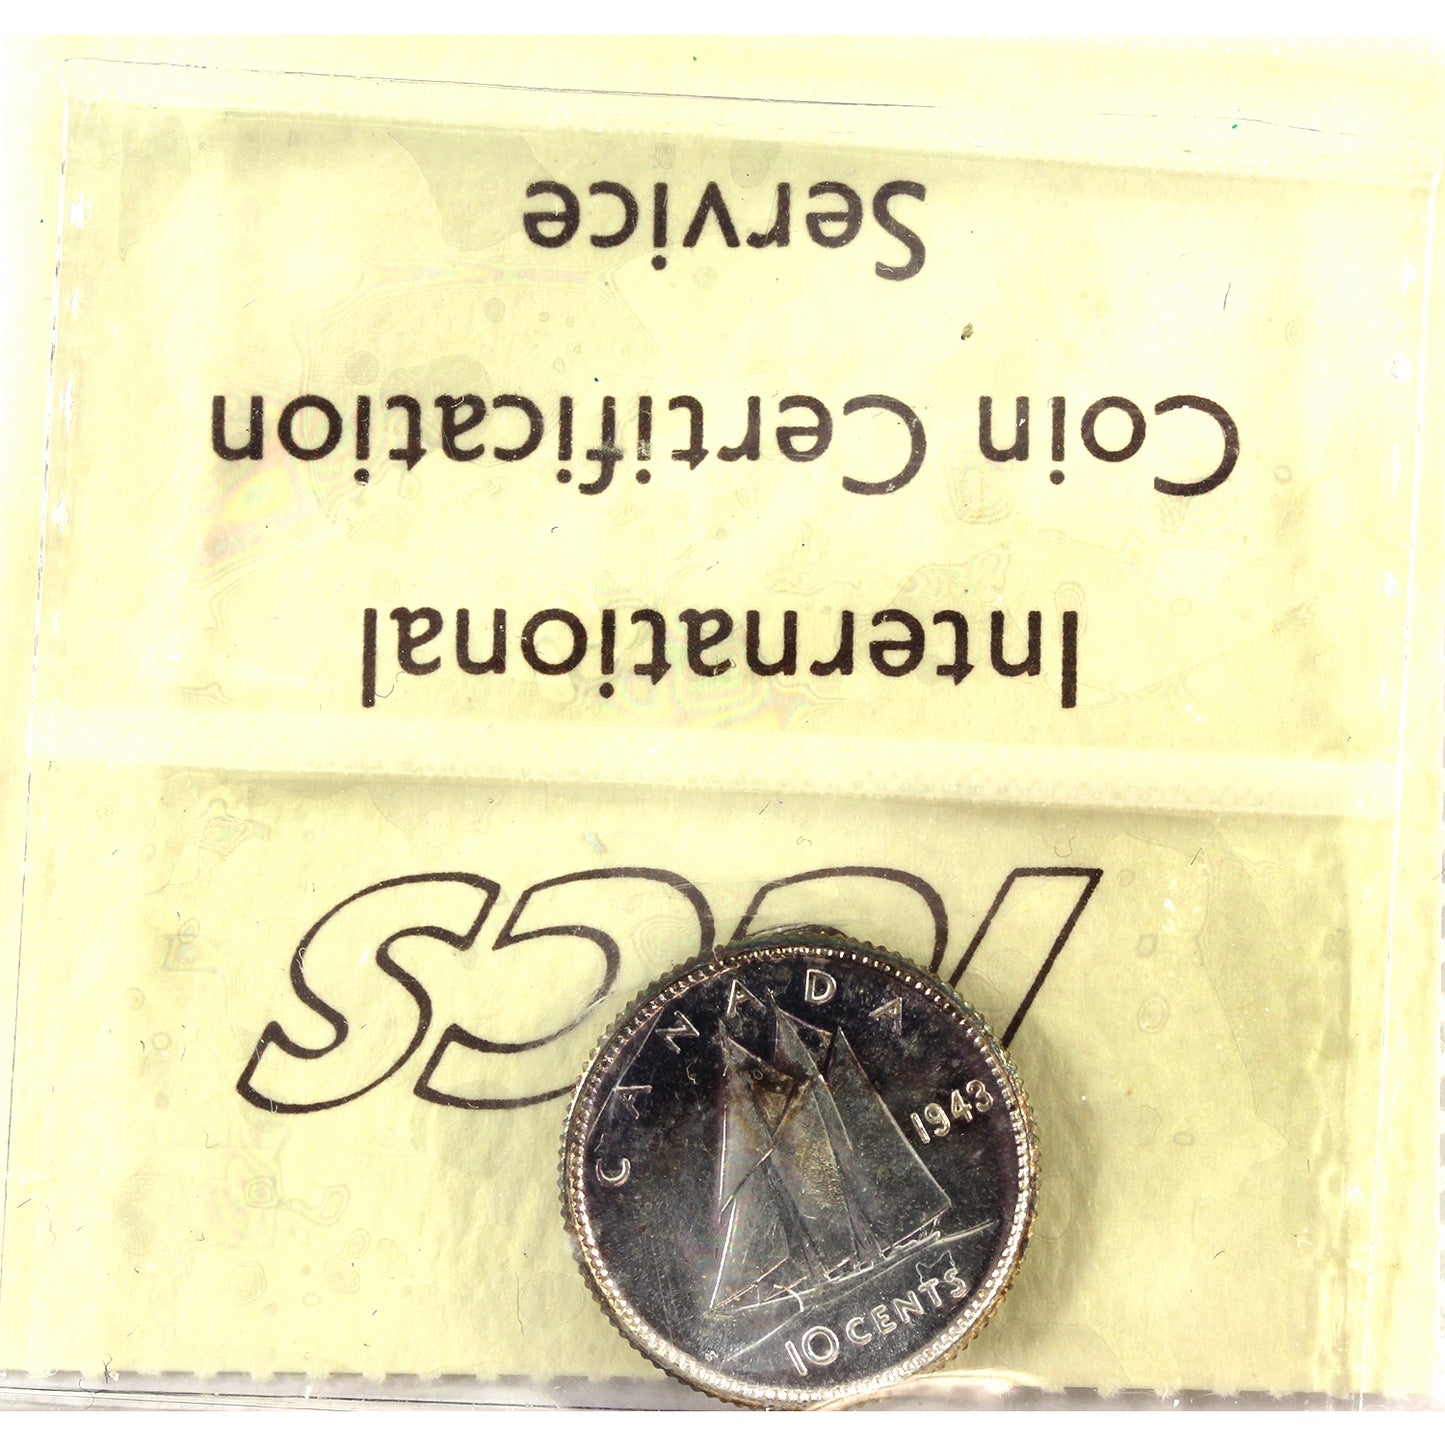 ICCS
International
Coin Certification
Service
CANADA
1943
10 CENTS